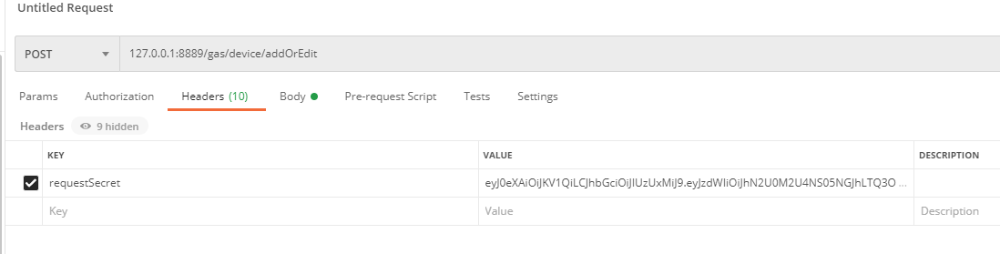 Untitled Request
POST 127.0.0.1:8889/gas/device/addOrEdit
Params Authorization Headers (10) Body Pre-request Script Tests Settings
Headers 9 hidden
KEY VALUE DESCRIPTION
requestSecret eyJ0eXAiOiJKV1QiLCJhbGciOiJIUzUxMiJ9.eyJzdWIiOiJhN2U0M2U4NS05NGJhLTQ3O ...
Key Value Description